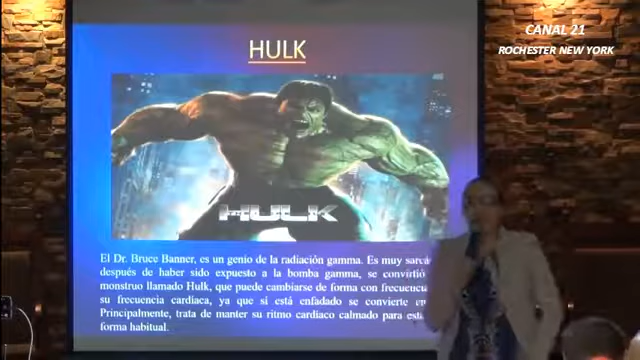 CANAL 21
ROCHESTER NEW YORK
HULK
HULK
El Dr. Bruce Banner, es un genio de la radiación gamma. Es muy
después de haber sido expuesto a la bomba gamma, se convirtió
monstruo llamado Hulk, que puede cambiarse de forma con
su frecuencia cardíaca, ya que si está enfadado se convierte
Principalmente, trata de manter su ritmo cardíaco calmado para
forma habitual.